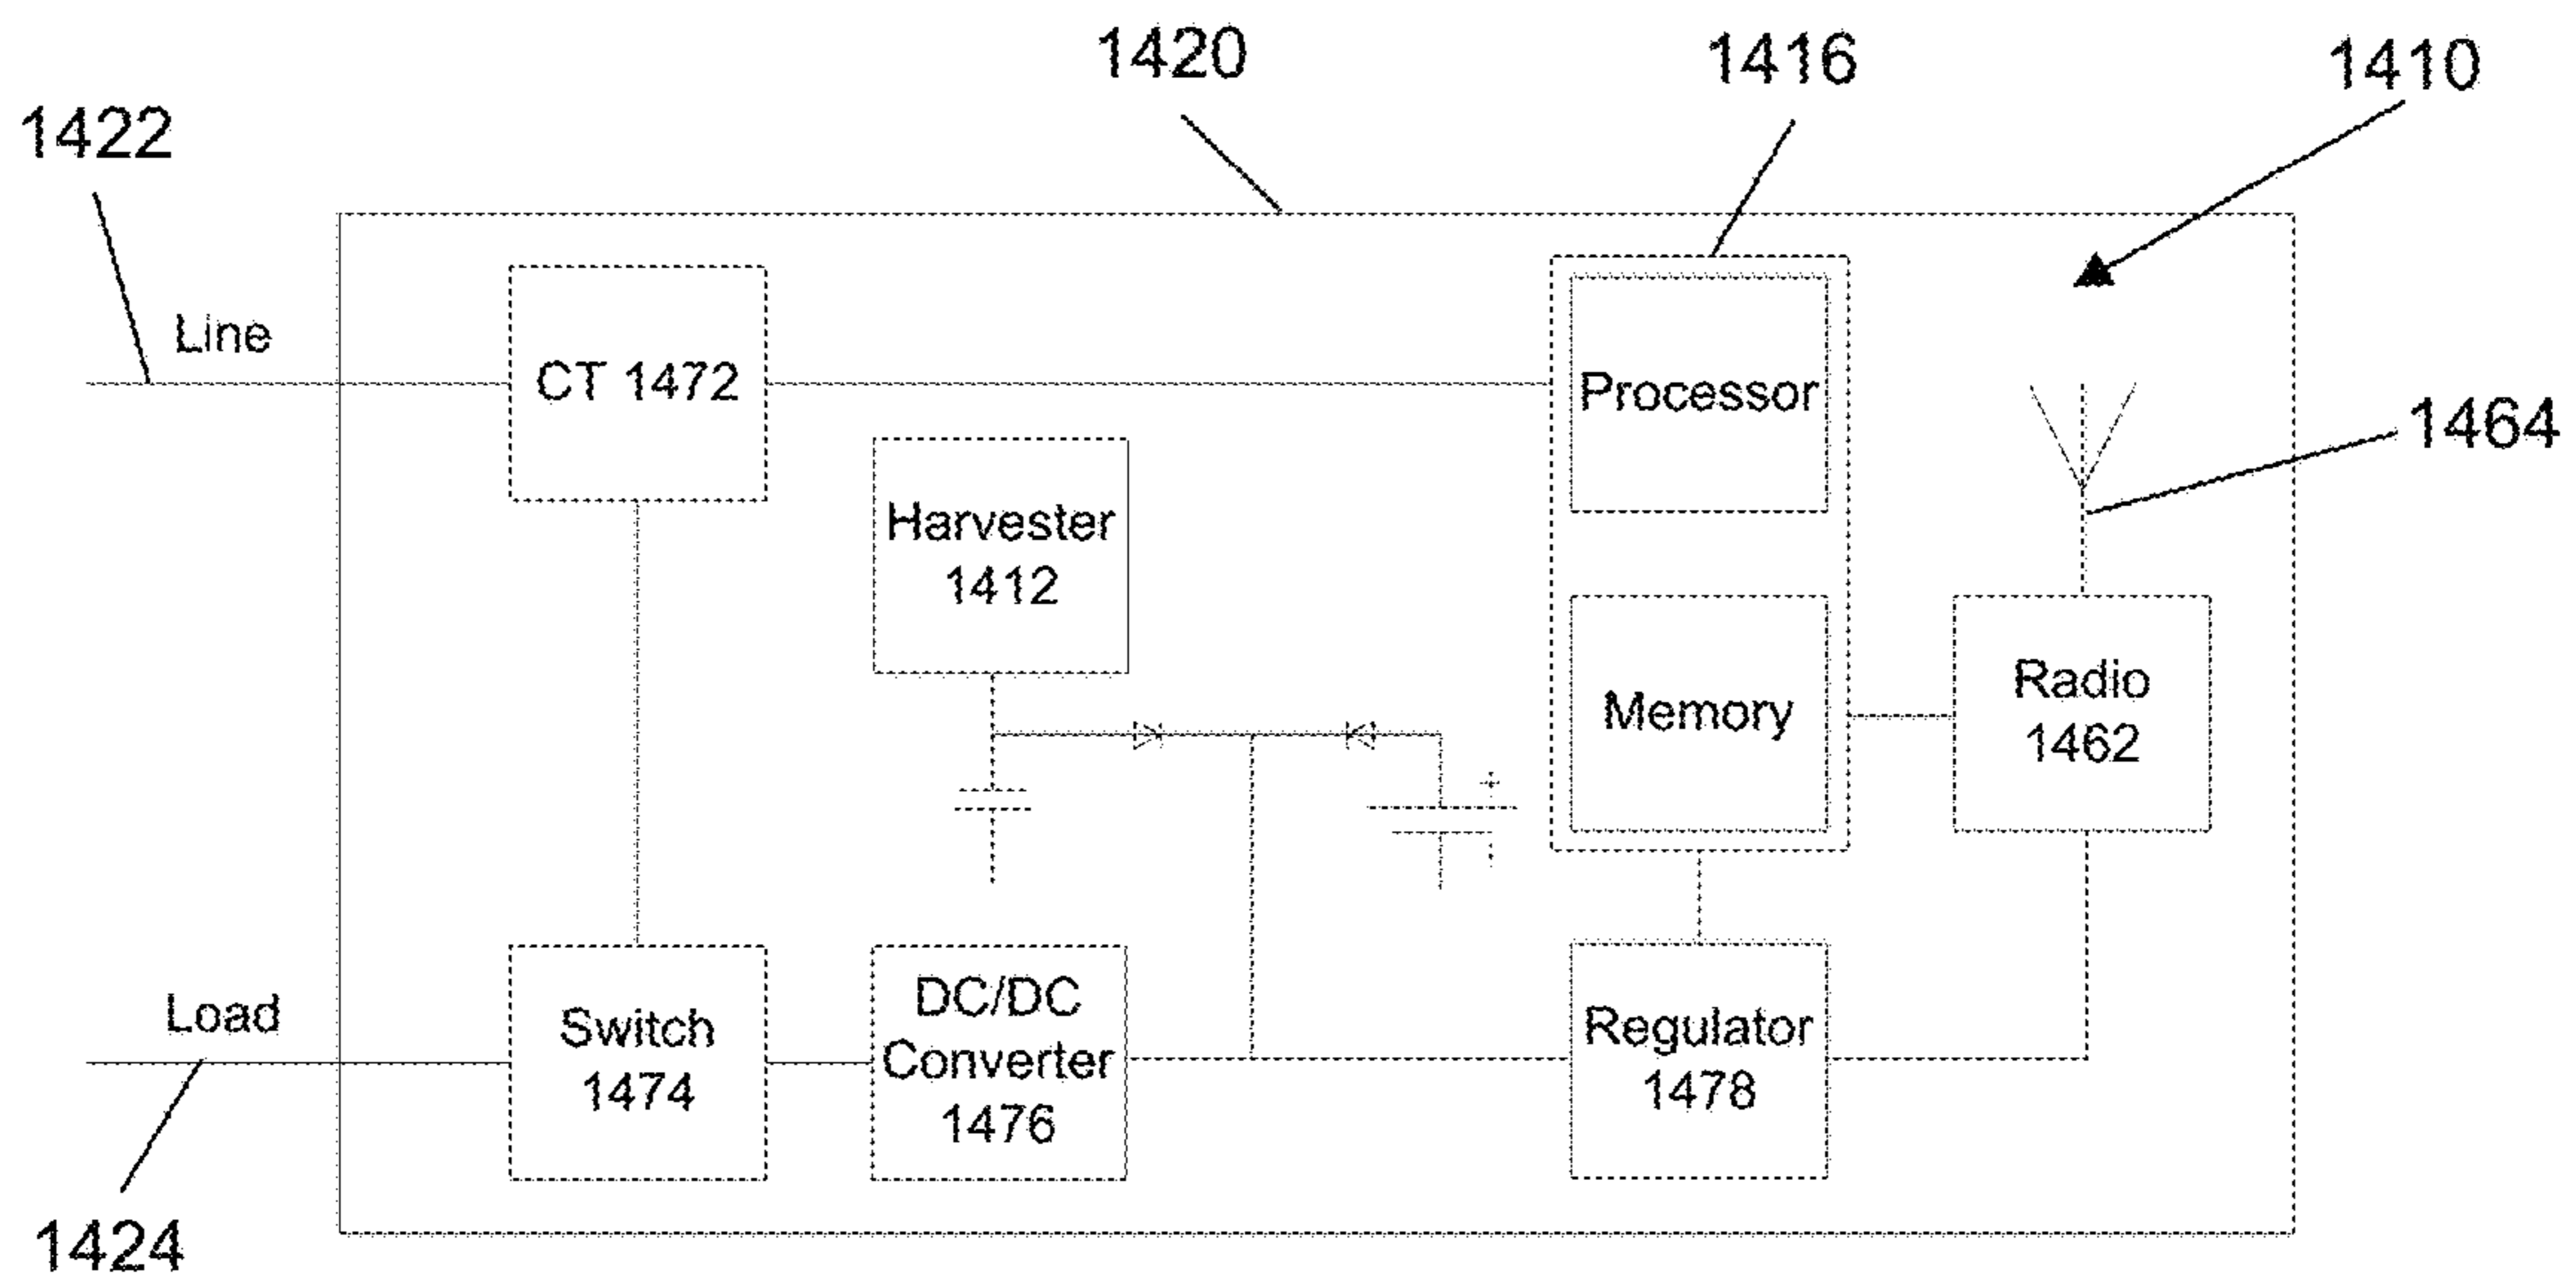 1420
1416
1410
1422
Line
CT 1472
Processor
1464
Harvester
1412
Memory
Radio
1462
+
Load
Switch
1474
DC/DC
Converter
1476
Regulator
1478
1424